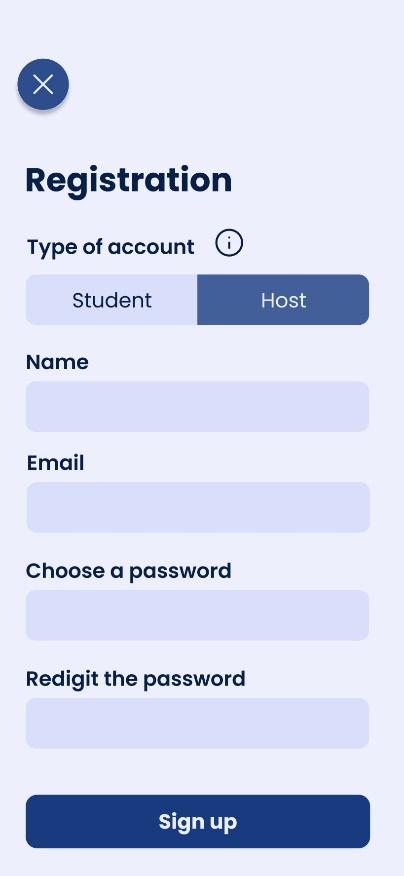 Registration
Type of account
Student Host
Name
Email
Choose a password
Redigit the password
Sign up